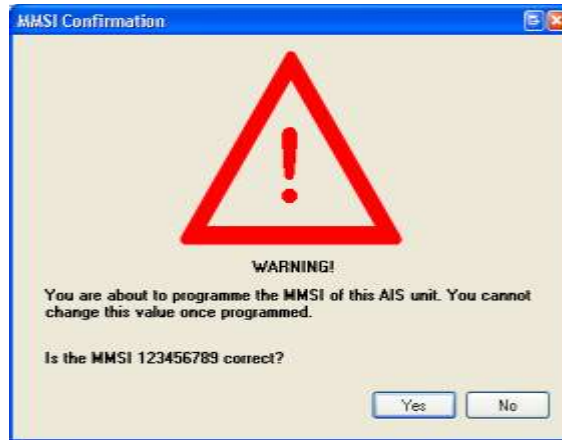 MMSI Confirmation
WARNING!
You are about to programme the MMSI of this AIS unit. You cannot
change this value once programmed.
Is the MMSI 123456789 correct?
Yes No